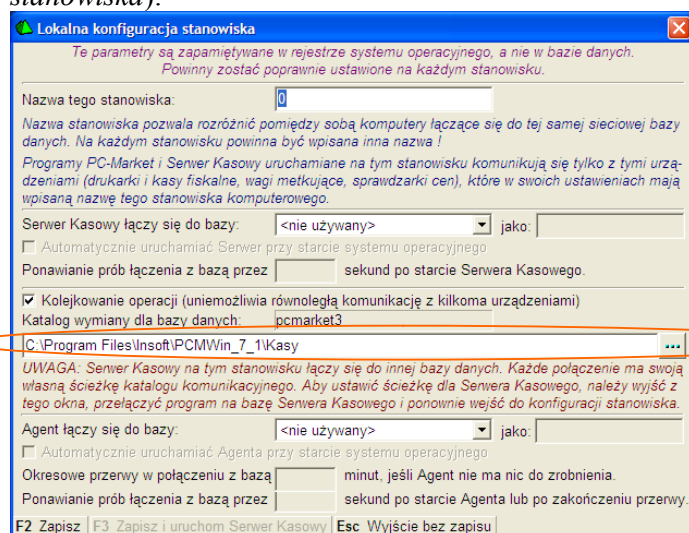 stanowiska).
Lokalna konfiguracja stanowiska
Te parametry są zapamiętywane w rejestrze systemu operacyjnego, a nie w bazie danych.
Powinny zostać poprawnie ustawione na każdym stanowisku.
Nazwa tego stanowiska: 0
Nazwa stanowiska pozwala rozróżnić pomiędzy sobą komputery łączące się do tej samej sieciowej bazy
danych. Na każdym stanowisku powinna być wpisana inna nazwa !
Programy PC-Market i Serwer Kasowy uruchamiane na tym stanowisku komunikują się tylko z tymi urzą-
dzeniami (drukarki i kasy fiskalne, wagi metkujące, sprawdzarki cen), które w swoich ustawieniach mają
wpisaną nazwę tego stanowiska komputerowego.
Serwer Kasowy łączy się do bazy: <nie używany> jako:
Automatycznie uruchamiać Serwer przy starcie systemu operacyjnego
Ponawianie prób łączenia z bazą przez sekund po starcie Serwera Kasowego.
Kolejkowanie operacji (uniemożliwia równoległą komunikację z kilkoma urządzeniami)
Katalog wymiany dla bazy danych: pcmarket3
C:\Program Files\Insoft\PCMWin_7_1\Kasy ...
UWAGA: Serwer Kasowy na tym stanowisku łączy się do innej bazy danych. Każde połączenie ma swoją
własną ścieżkę katalogu komunikacyjnego. Aby ustawić ścieżkę dla Serwera Kasowego, należy wyjść z
tego okna, przełączyć program na bazę Serwera Kasowego i ponownie wejść do konfiguracji stanowiska.
Agent łączy się do bazy: <nie używany> jako:
Automatycznie uruchamiać Agenta przy starcie systemu operacyjnego
Okresowe przerwy w połączeniu z bazą minut, jeśli Agent nie ma nic do zrobnienia.
Ponawianie prób łączenia z bazą przez sekund po starcie Agenta lub po zakończeniu przerwy.
F2 Zapisz F3 Zapisz i uruchom Serwer Kasowy Esc Wyjście bez zapisu